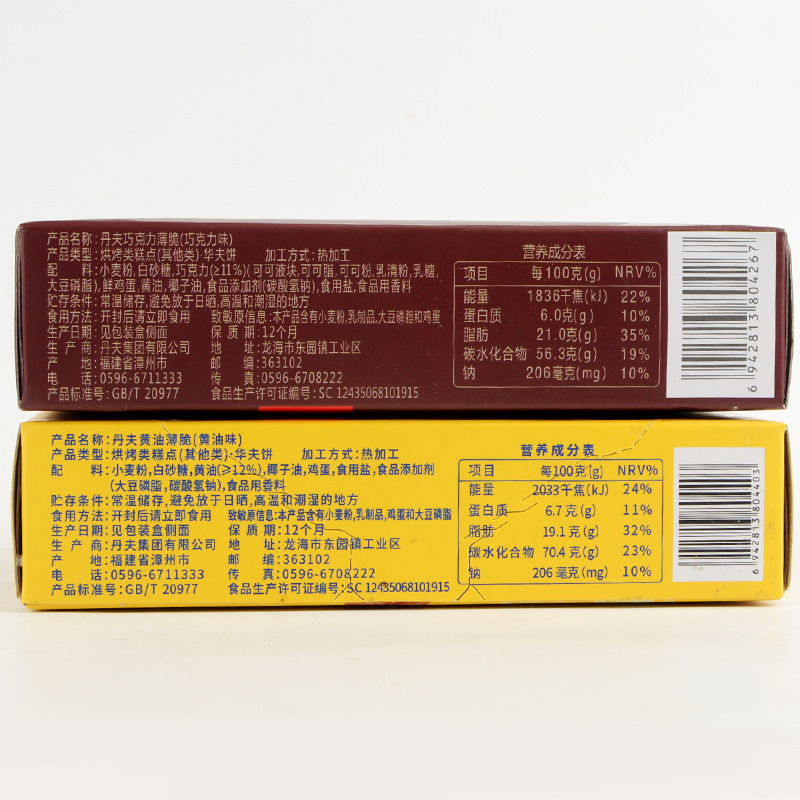 产品名称:丹夫巧克力薄脆(巧克力味)
产品类型:烘烤类糕点(其他类)·华夫饼 加工方式:热加工
配 料:小麦粉,白砂糖,巧克力(≥11%)(可可液块,可可脂,可可粉,乳清粉,乳糖,
大豆磷脂),鲜鸡蛋,黄油,椰子油,食品添加剂(碳酸氢钠),食用盐,食品用香料
贮存条件:常温储存,避免放于日晒,高温和潮湿的地方
食用方法:开封后请立即食用 致敏原信息:本产品含有小麦粉,乳制品,大豆磷脂和鸡蛋
生产日期:见包装盒侧面 保 质 期:12个月
生 产 商:丹夫集团有限公司 地 址:龙海市东园镇工业区
产 地:福建省漳州市 邮 编:363102
电 话:0596-6711333 传 真:0596-6708222
产品标准号:GB/T 20977 食品生产许可证编号:SC 12435068101915
营养成分表
项目 每100克(g) NRV%
能量 1836千焦(kJ) 22%
蛋白质 6.0克(g) 10%
脂肪 21.0克(g) 35%
碳水化合物 56.3克(g) 19%
钠 206毫克(mg) 10%
6942813180426​7
产品名称:丹夫黄油薄脆(黄油味)
产品类型:烘烤类糕点(其他类)·华夫饼 加工方式:热加工
配 料:小麦粉,白砂糖,黄油(≥12%),椰子油,鸡蛋,食用盐,食品添加剂
(大豆磷脂,碳酸氢钠),食品用香料
贮存条件:常温储存,避免放于日晒,高温和潮湿的地方
食用方法:开封后请立即食用 致敏原信息:本产品含有小麦粉,乳制品,鸡蛋和大豆磷脂
生产日期:见包装盒侧面 保 质 期:12个月
生 产 商:丹夫集团有限公司 地 址:龙海市东园镇工业区
产 地:福建省漳州市 邮 编:363102
电 话:0596-6711333 传 真:0596-6708222
产品标准号:GB/T 20977 食品生产许可证编号:SC 12435068101915
营养成分表
项目 每100克(g) NRV%
能量 2033千焦(kJ) 24%
蛋白质 6.7克(g) 11%
脂肪 19.1克(g) 32%
碳水化合物 70.4克(g) 23%
钠 206毫克(mg) 10%
6942813180440​3